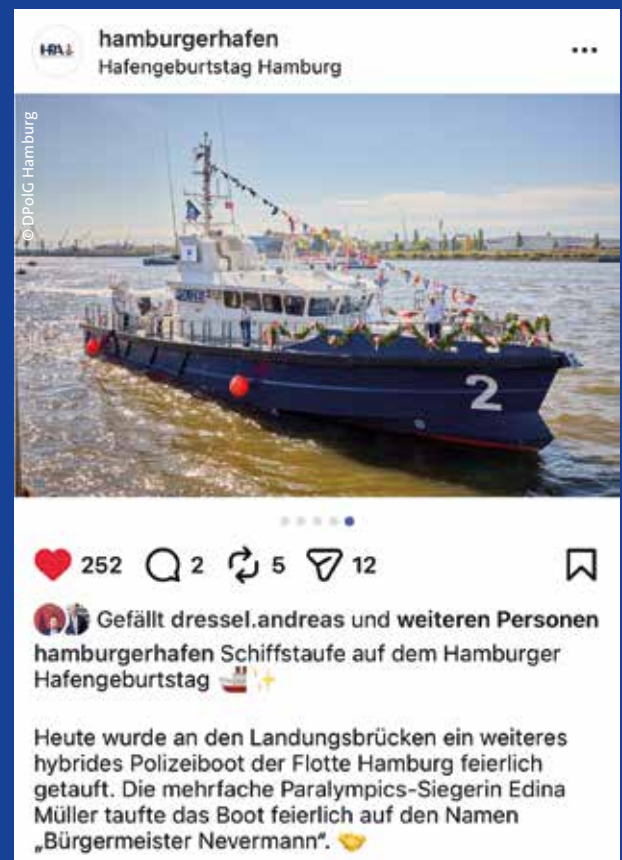 HPA
hamburgerhafen
Hafengeburtstag Hamburg
© DPolG Hamburg
2
252 2 5 12
Gefällt dressel.andreas und weiteren Personen
hamburgerhafen Schiffstaufe auf dem Hamburger
Hafengeburtstag 🚢✨
Heute wurde an den Landungsbrücken ein weiteres
hybrides Polizeiboot der Flotte Hamburg feierlich
getauft. Die mehrfache Paralympics-Siegerin Edina
Müller taufte das Boot feierlich auf den Namen
„Bürgermeister Nevermann“. 🤝